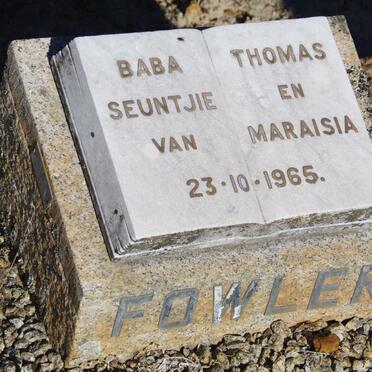 BABA THOMAS
SEUNTJIE EN
VAN MARAISIA
23·10·1965.
FOWLER